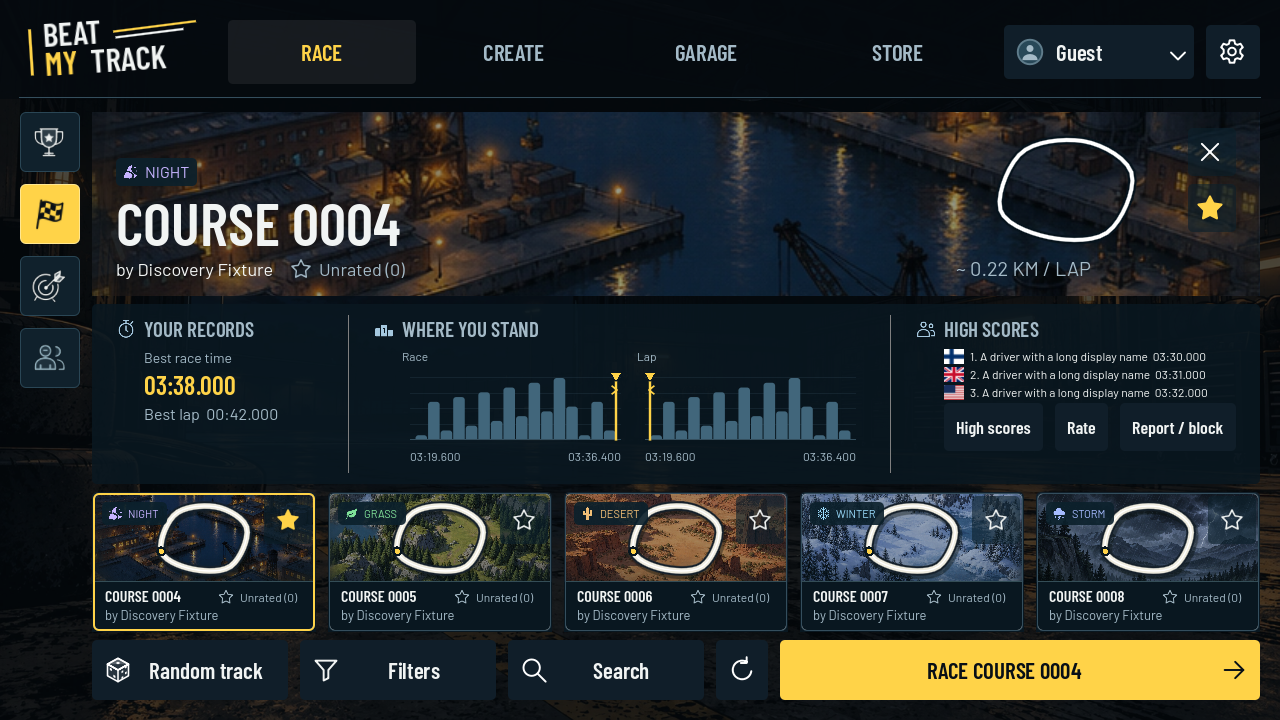 BEAT
MY TRACK
RACE
CREATE
GARAGE
STORE
Guest
NIGHT
COURSE 0004
by Discovery Fixture
Unrated (0)
~ 0.22 KM / LAP
YOUR RECORDS
Best race time
03:38.000
Best lap 00:42.000
WHERE YOU STAND
Race
Lap
03:19.600
03:36.400
03:19.600
03:36.400
HIGH SCORES
1. A driver with a long display name 03:30.000
2. A driver with a long display name 03:31.000
3. A driver with a long display name 03:32.000
High scores
Rate
Report / block
NIGHT
COURSE 0004
Unrated (0)
by Discovery Fixture
GRASS
COURSE 0005
Unrated (0)
by Discovery Fixture
DESERT
COURSE 0006
Unrated (0)
by Discovery Fixture
WINTER
COURSE 0007
Unrated (0)
by Discovery Fixture
STORM
COURSE 0008
Unrated (0)
by Discovery Fixture
Random track
Filters
Search
RACE COURSE 0004